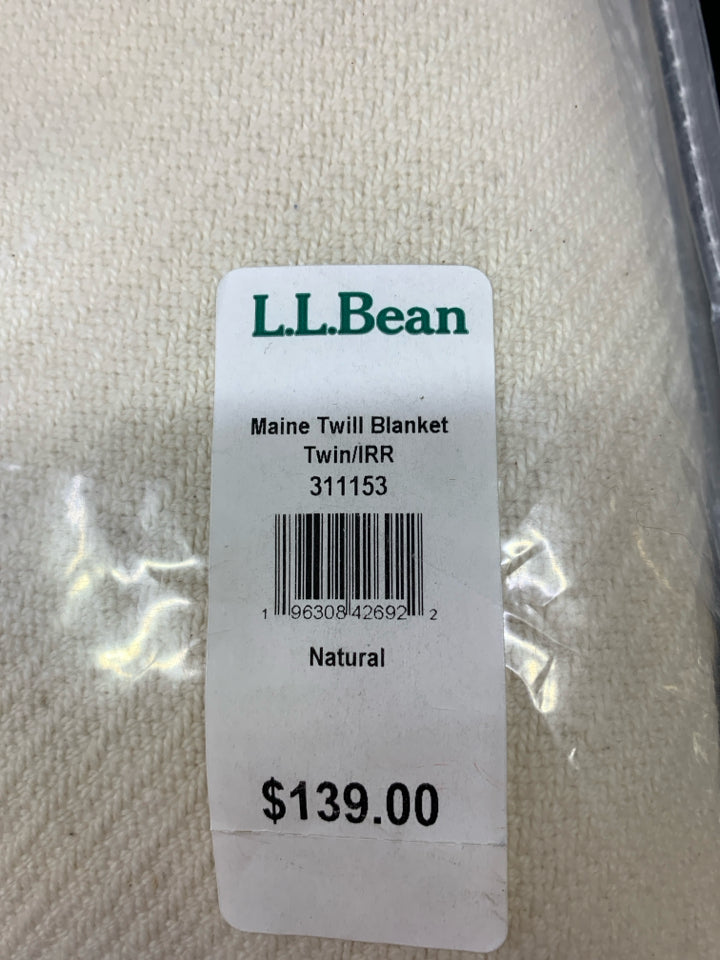 L.L.Bean
Maine Twill Blanket
Twin/IRR
311153
1 96308 42692 2
Natural
$139.00